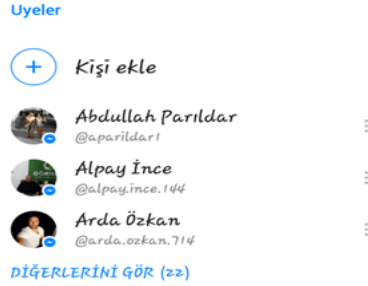 Uyeler
Kişi ekle
Abdullah Parıldar
@aparildar1
Alpay İnce
@alpay.ince.144
Arda Özkan
@arda.ozkan.714
DİĞERLERİNİ GÖR (22)